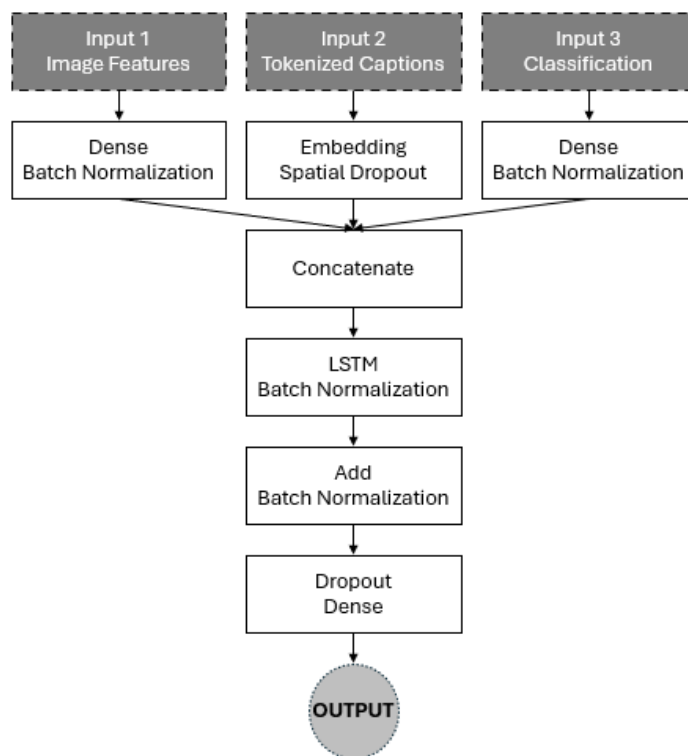 Input 1
Image Features
Input 2
Tokenized Captions
Input 3
Classification
Dense
Batch Normalization
Embedding
Spatial Dropout
Dense
Batch Normalization
Concatenate
LSTM
Batch Normalization
Add
Batch Normalization
Dropout
Dense
OUTPUT